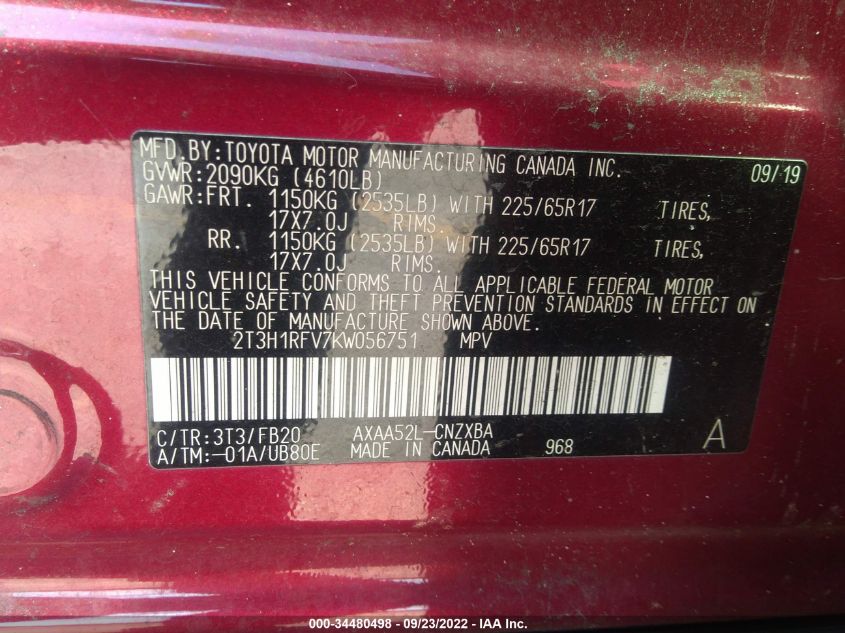 MFD.BY:TOYOTA MOTOR MANUFACTURING CANADA INC. 09/19
GVWR:2090KG (4610LB)
GAWR:FRT. 1150KG (2535LB) WITH 225/65R17 TIRES,
17X7.0J RIMS.
RR. 1150KG (2535LB) WITH 225/65R17 TIRES,
17X7.0J RIMS.
THIS VEHICLE CONFORMS TO ALL APPLICABLE FEDERAL MOTOR
VEHICLE SAFETY AND THEFT PREVENTION STANDARDS IN EFFECT ON
THE DATE OF MANUFACTURE SHOWN ABOVE.
2T3H1RFV7KW056751 MPV
C/TR:3T3/FB20 AXAA52L-CNZXBA
A/TM:-01A/UB80E MADE IN CANADA 968 A
000-34480498 - 09/23/2022 - IAA Inc.